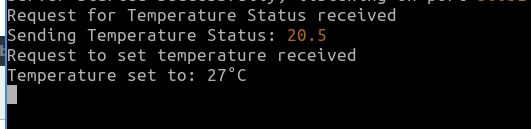 Request for Temperature Status received
Sending Temperature Status: 20.5
Request to set temperature received
Temperature set to: 27°C